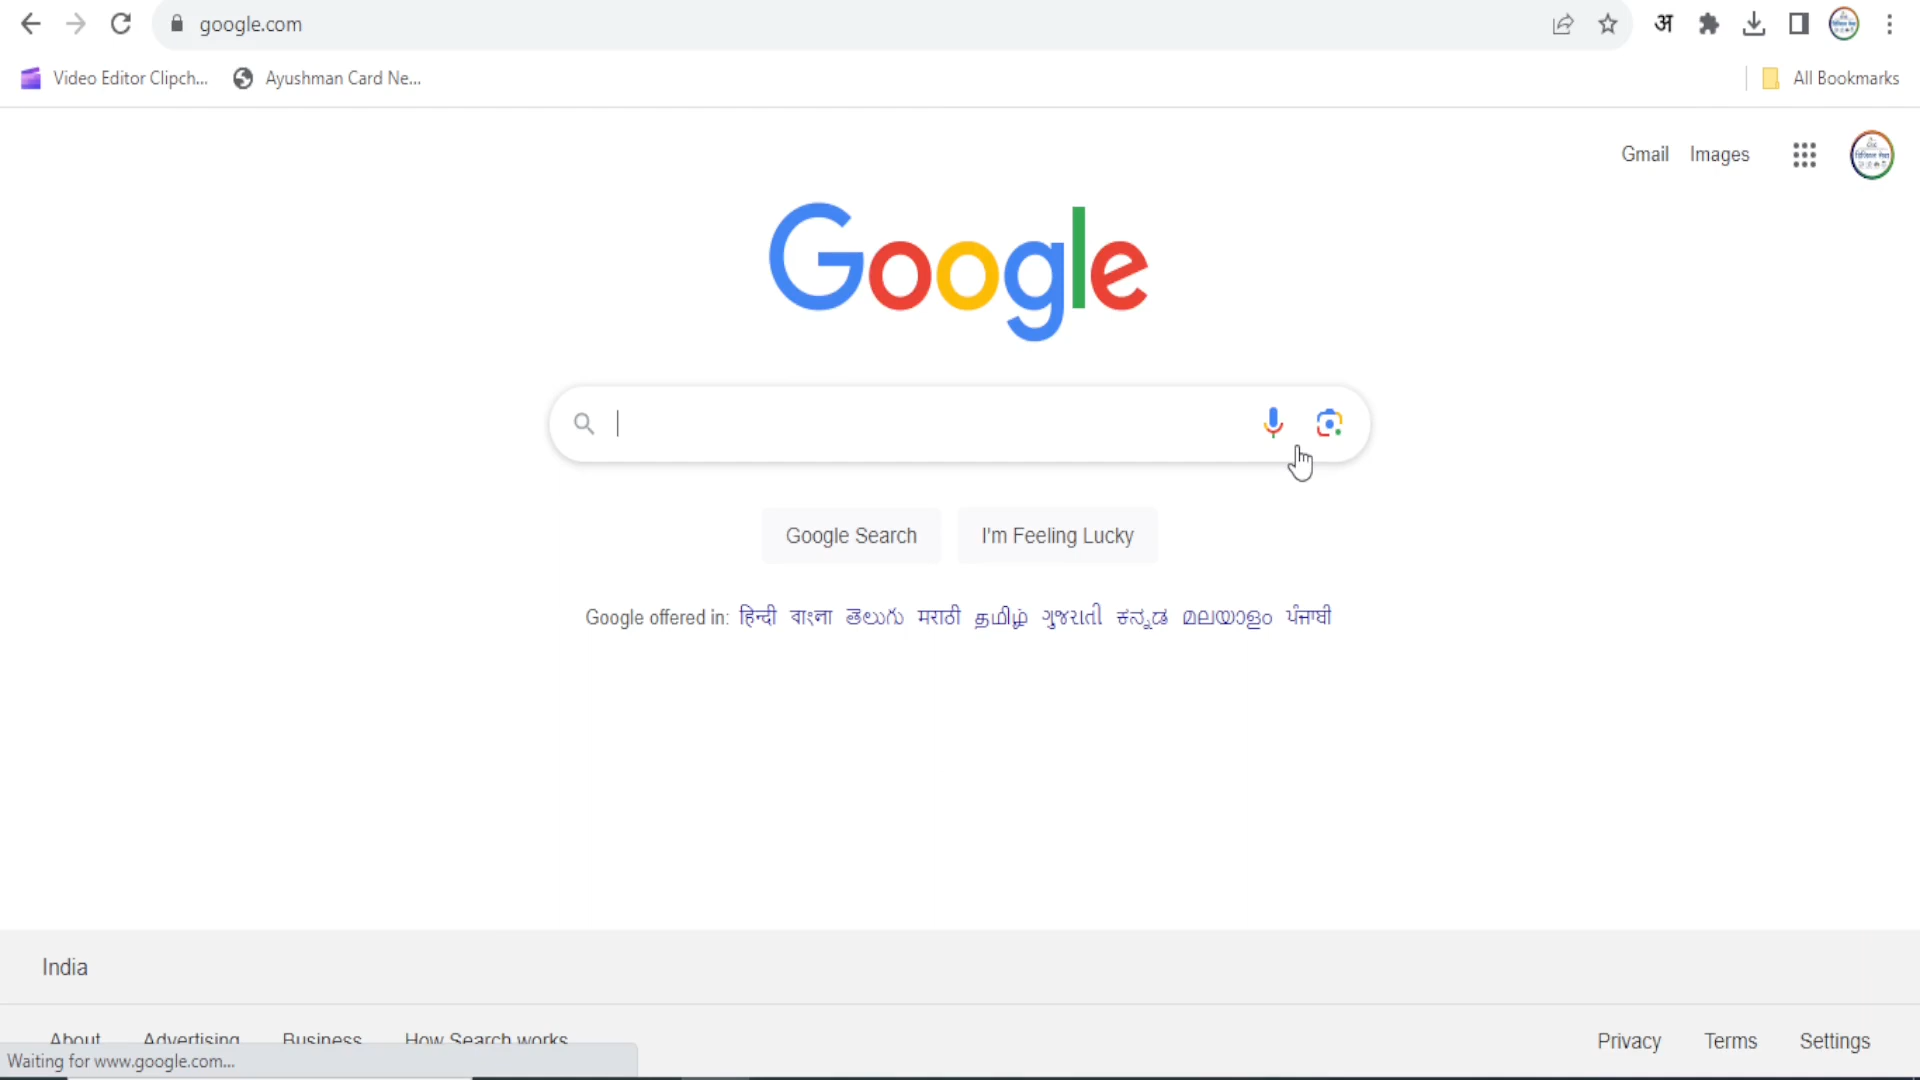 google.com
अ
Video Editor Clipch... Ayushman Card Ne... All Bookmarks
Gmail Images
Google
Google Search I'm Feeling Lucky
Google offered in: हिन्दी বাংলা తెలుగు मराठी தமிழ் ગુજરાતી ಕನ್ನಡ മലയാളം ਪੰਜਾਬੀ
India
About Advertising Business How Search works Privacy Terms Settings
Waiting for www.google.com...